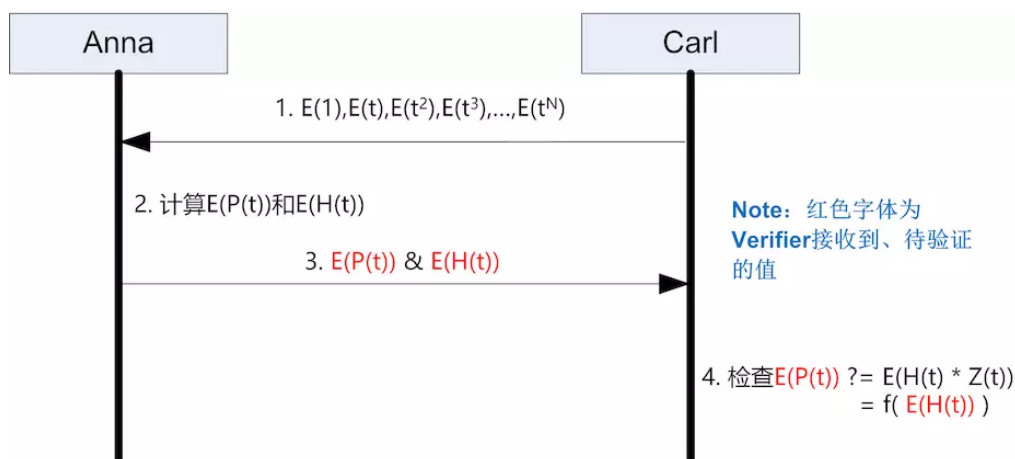 Anna
Carl
1. E(1),E(t),E(t²),E(t³),...,E(tᴺ)
2. 计算E(P(t))和E(H(t))
3. E(P(t)) & E(H(t))
Note：红色字体为
Verifier接收到、待验证
的值
4. 检查E(P(t)) ?= E(H(t) * Z(t))
= f( E(H(t)) )